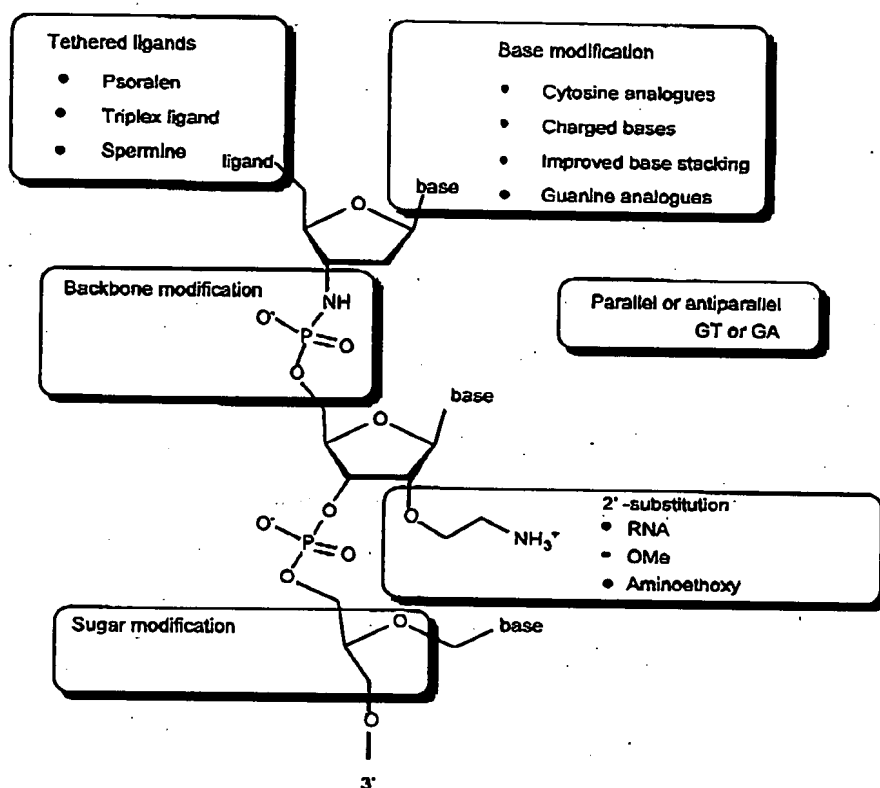 Tethered ligands
• Psoralen
• Triplex ligand
• Spermine
ligand
Base modification
• Cytosine analogues
• Charged bases
• Improved base stacking
• Guanine analogues
O
base
Backbone modification
NH
O-
P
O
O
Parallel or antiparallel
GT or GA
base
O
2'-substitution
• RNA
• OMe
• Aminoethoxy
O
NH3+
O
O-
P
O
O
Sugar modification
O
base
O
3'